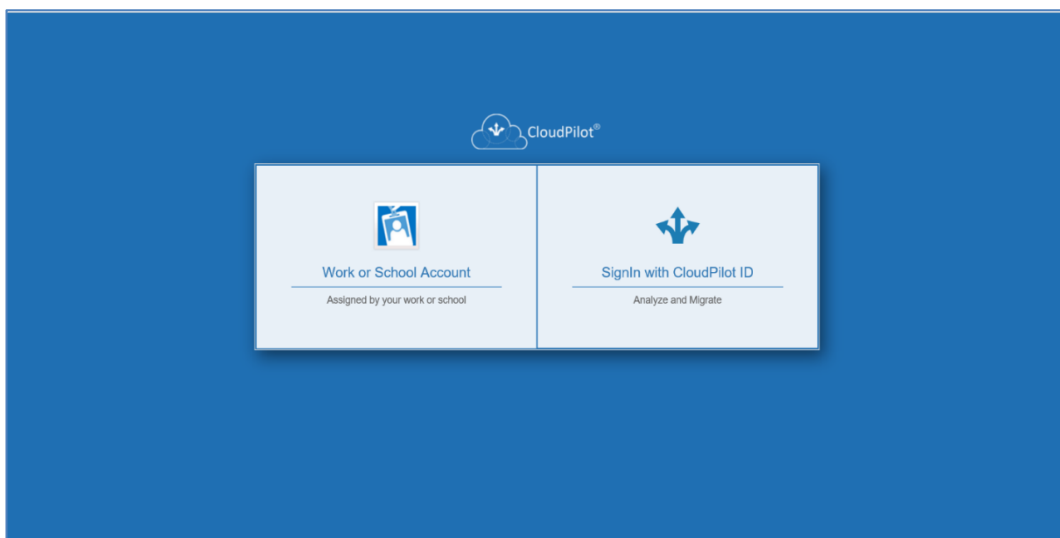 CloudPilot®
Work or School Account
Assigned by your work or school
SignIn with CloudPilot ID
Analyze and Migrate